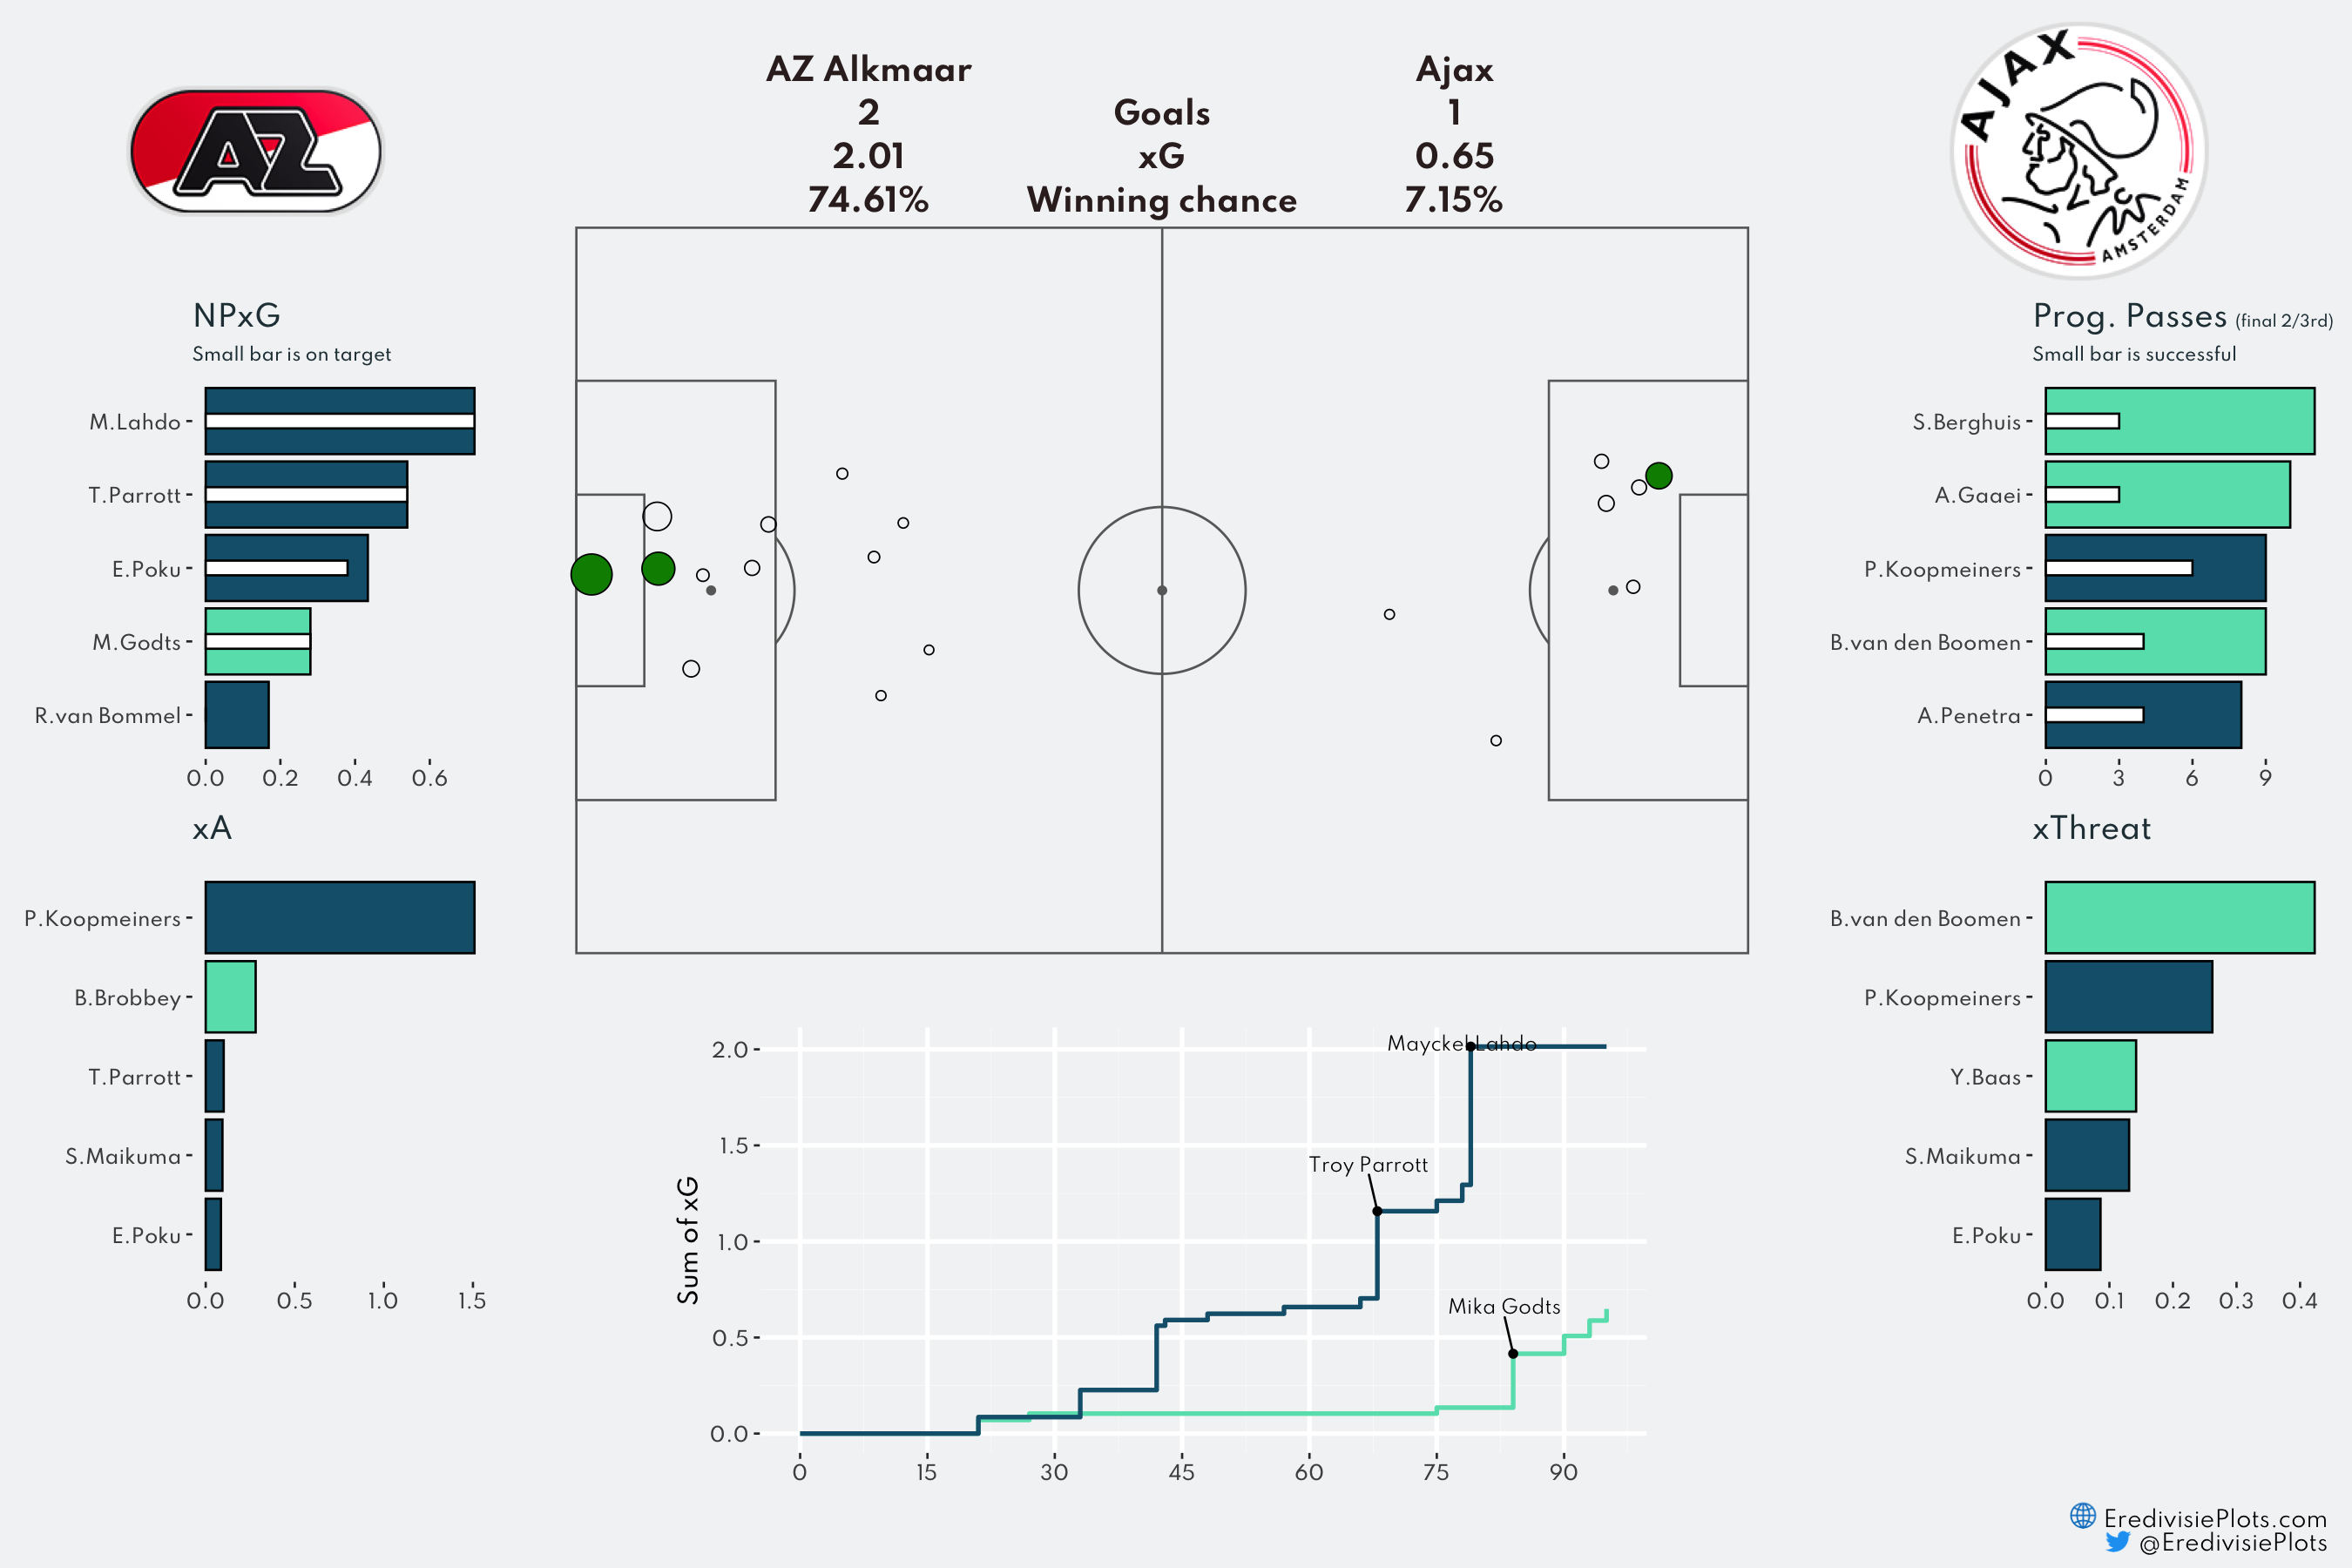 AZ Alkmaar Ajax
2 Goals 1
2.01 xG 0.65
74.61% Winning chance 7.15%
AZ
AJAX
AMSTERDAM
NPxG
Small bar is on target
M.Lahdo
T.Parrott
E.Poku
M.Godts
R.van Bommel
0.0 0.2 0.4 0.6
xA
P.Koopmeiners
B.Brobbey
T.Parrott
S.Maikuma
E.Poku
0.0 0.5 1.0 1.5
Sum of xG
2.0
1.5
1.0
0.5
0.0
Mayckel Lahdo
Troy Parrott
Mika Godts
0 15 30 45 60 75 90
Prog. Passes (final 2/3rd)
Small bar is successful
S.Berghuis
A.Gaaei
P.Koopmeiners
B.van den Boomen
A.Penetra
0 3 6 9
xThreat
B.van den Boomen
P.Koopmeiners
Y.Baas
S.Maikuma
E.Poku
0.0 0.1 0.2 0.3 0.4
EredivisiePlots.com
@EredivisiePlots